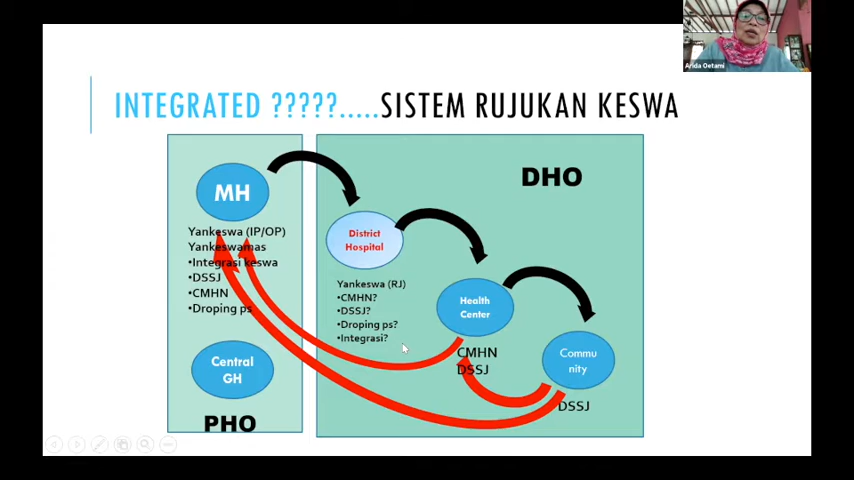 Arida Oetami
INTEGRATED ?????.....SISTEM RUJUKAN KESWA
MH
Yankeswa (IP/OP)
Yankeswamas
•Integrasi keswa
•DSSJ
•CMHN
•Droping ps
Central
GH
PHO
DHO
District
Hospital
Yankeswa (RJ)
•CMHN?
•DSSJ?
•Droping ps?
•Integrasi?
Health
Center
CMHN
DSSJ
Commu
nity
DSSJ